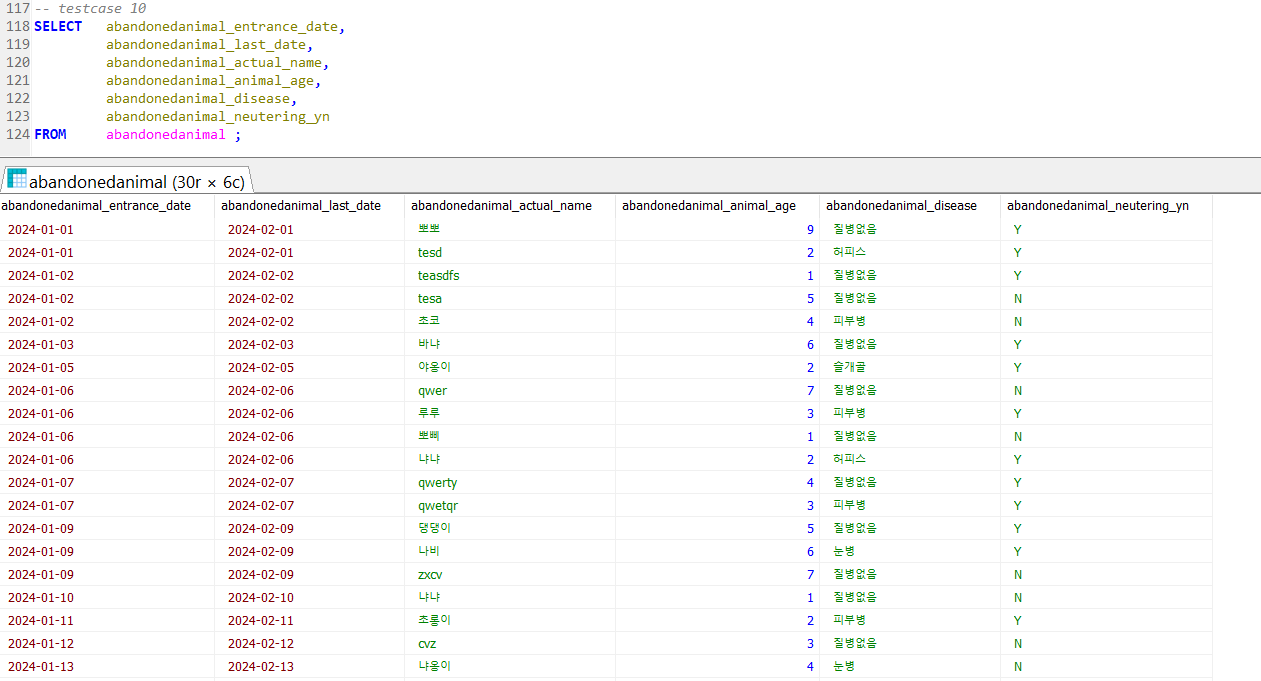 117 -- testcase 10
118 SELECT abandonedanimal_entrance_date,
119 abandonedanimal_last_date,
120 abandonedanimal_actual_name,
121 abandonedanimal_animal_age,
122 abandonedanimal_disease,
123 abandonedanimal_neutering_yn
124 FROM abandonedanimal ;
abandonedanimal (30r × 6c)
abandonedanimal_entrance_date abandonedanimal_last_date abandonedanimal_actual_name abandonedanimal_animal_age abandonedanimal_disease abandonedanimal_neutering_yn
2024-01-01 2024-02-01 뽀뽀 9 질병없음 Y
2024-01-01 2024-02-01 tesd 2 허피스 Y
2024-01-02 2024-02-02 teasdfs 1 질병없음 Y
2024-01-02 2024-02-02 tesa 5 질병없음 N
2024-01-02 2024-02-02 초코 4 피부병 N
2024-01-03 2024-02-03 바냐 6 질병없음 Y
2024-01-05 2024-02-05 야옹이 2 슬개골 Y
2024-01-06 2024-02-06 qwer 7 질병없음 N
2024-01-06 2024-02-06 루루 3 피부병 Y
2024-01-06 2024-02-06 뽀삐 1 질병없음 N
2024-01-06 2024-02-06 냐냐 2 허피스 Y
2024-01-07 2024-02-07 qwerty 4 질병없음 Y
2024-01-07 2024-02-07 qwetqr 3 피부병 Y
2024-01-09 2024-02-09 댕댕이 5 질병없음 Y
2024-01-09 2024-02-09 나비 6 눈병 Y
2024-01-09 2024-02-09 zxcv 7 질병없음 N
2024-01-10 2024-02-10 냐냐 1 질병없음 N
2024-01-11 2024-02-11 초롱이 2 피부병 Y
2024-01-12 2024-02-12 cvz 3 질병없음 N
2024-01-13 2024-02-13 냐옹이 4 눈병 N